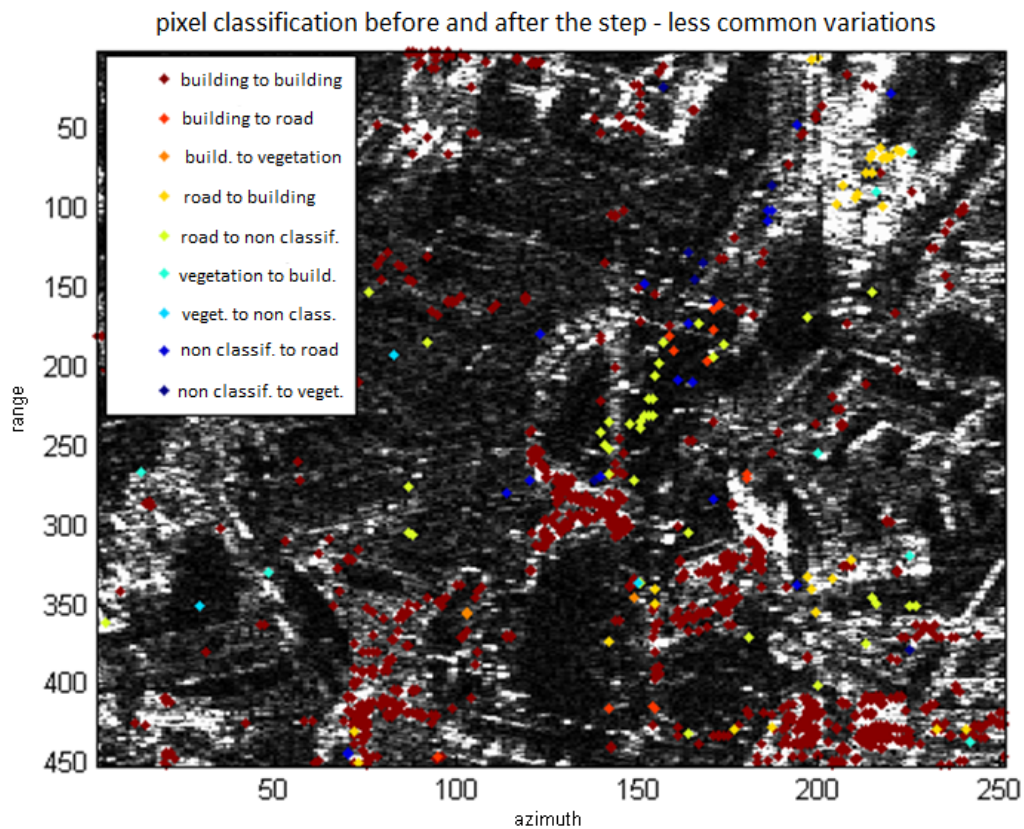 pixel classification before and after the step - less common variations
building to building
building to road
build. to vegetation
road to building
road to non classif.
vegetation to build.
veget. to non class.
non classif. to road
non classif. to veget.
range
50
100
150
200
250
300
350
400
450
50
100
150
200
250
azimuth